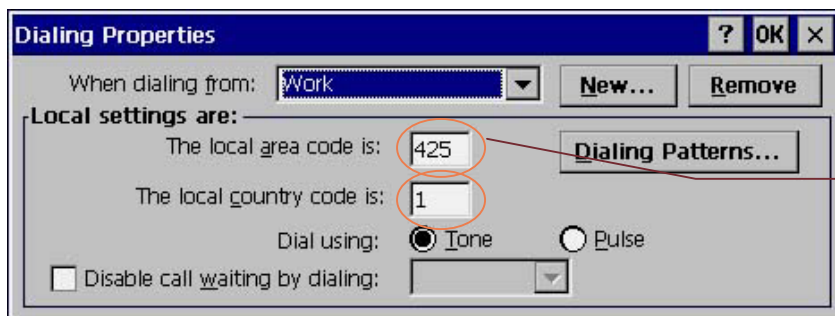 Dialing Properties ? OK ×
When dialing from: Work New... Remove
Local settings are:
The local area code is: 425 Dialing Patterns...
The local country code is: 1
Dial using: Tone Pulse
Disable call waiting by dialing: